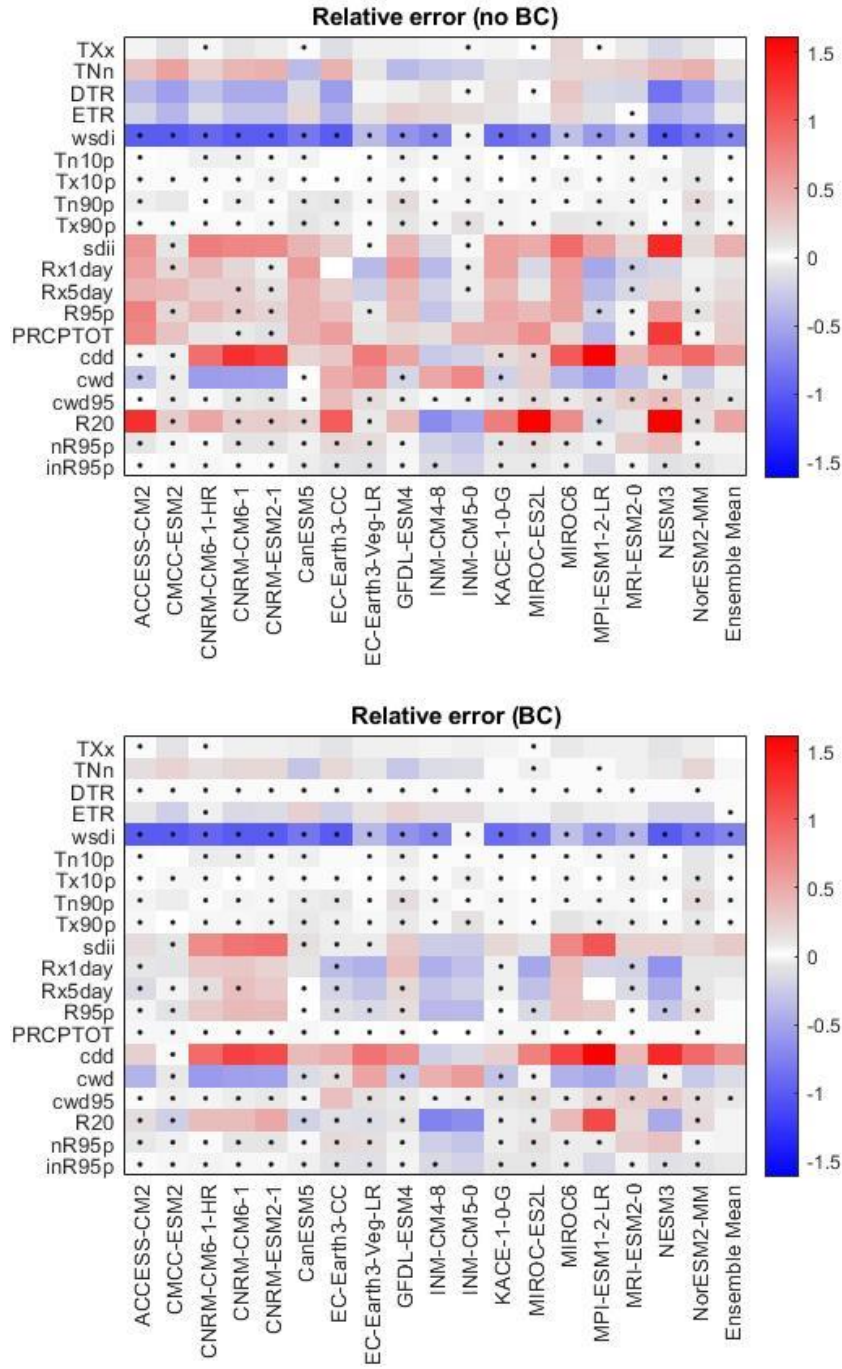 Relative error (no BC)
TXx
TNn
DTR
ETR
wsdi
Tn10p
Tx10p
Tn90p
Tx90p
sdii
Rx1day
Rx5day
R95p
PRCPTOT
cdd
cwd
cwd95
R20
nR95p
inR95p
1.5
1
0.5
0
-0.5
-1
-1.5
ACCESS-CM2
CMCC-ESM2
CNRM-CM6-1-HR
CNRM-CM6-1
CNRM-ESM2-1
CanESM5
EC-Earth3-CC
EC-Earth3-Veg-LR
GFDL-ESM4
INM-CM4-8
INM-CM5-0
KACE-1-0-G
MIROC-ES2L
MIROC6
MPI-ESM1-2-LR
MRI-ESM2-0
NESM3
NorESM2-MM
Ensemble Mean
Relative error (BC)
TXx
TNn
DTR
ETR
wsdi
Tn10p
Tx10p
Tn90p
Tx90p
sdii
Rx1day
Rx5day
R95p
PRCPTOT
cdd
cwd
cwd95
R20
nR95p
inR95p
1.5
1
0.5
0
-0.5
-1
-1.5
ACCESS-CM2
CMCC-ESM2
CNRM-CM6-1-HR
CNRM-CM6-1
CNRM-ESM2-1
CanESM5
EC-Earth3-CC
EC-Earth3-Veg-LR
GFDL-ESM4
INM-CM4-8
INM-CM5-0
KACE-1-0-G
MIROC-ES2L
MIROC6
MPI-ESM1-2-LR
MRI-ESM2-0
NESM3
NorESM2-MM
Ensemble Mean